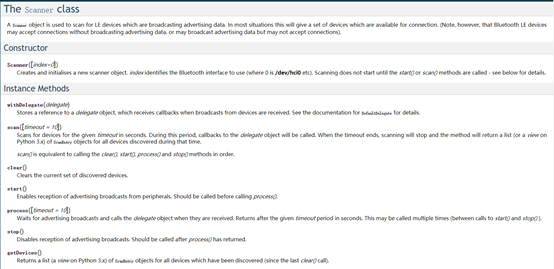 The Scanner class
A Scanner object is used to scan for LE devices which are broadcasting advertising data. In most situations this will give a set of devices which are available for connection. (Note, however, that Bluetooth LE devices
may accept connections without broadcasting advertising data, or may broadcast advertising data but may not accept connections).
Constructor
Scanner([index=0])
Creates and initialises a new scanner object. index identifies the Bluetooth interface to use (where 0 is /dev/hci0 etc). Scanning does not start until the start() or scan() methods are called - see below for details.
Instance Methods
withDelegate(delegate)
Stores a reference to a delegate object, which receives callbacks when broadcasts from devices are received. See the documentation for DefaultDelegate for details.
scan([timeout = 10])
Scans for devices for the given timeout in seconds. During this period, callbacks to the delegate object will be called. When the timeout ends, scanning will stop and the method will return a list (or a view on
Python 3.x) of ScanEntry objects for all devices discovered during that time.
scan() is equivalent to calling the clear(), start(), process() and stop() methods in order.
clear()
Clears the current set of discovered devices.
start()
Enables reception of advertising broadcasts from peripherals. Should be called before calling process().
process([timeout = 10])
Waits for advertising broadcasts and calls the delegate object when they are received. Returns after the given timeout period in seconds. This may be called multiple times (between calls to start() and stop() ).
stop()
Disables reception of advertising broadcasts. Should be called after process() has returned.
getDevices()
Returns a list (a view on Python 3.x) of ScanEntry objects for all devices which have been discovered (since the last clear() call).